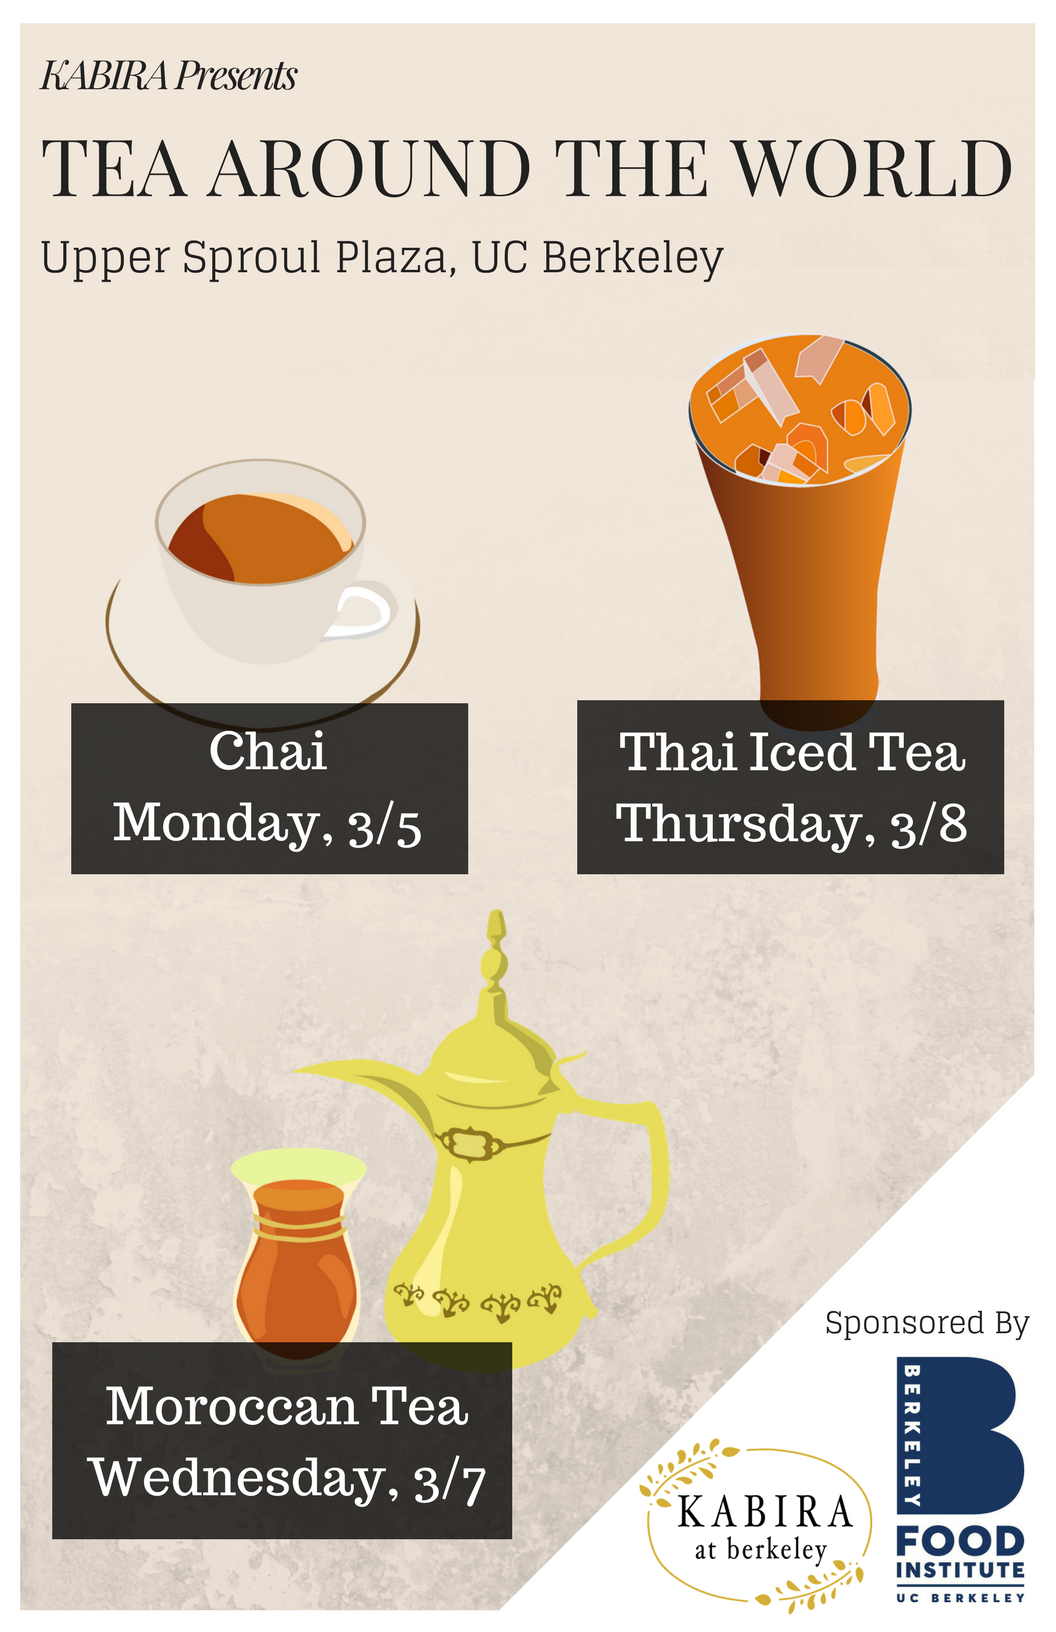 KABIRA Presents
TEA AROUND THE WORLD
Upper Sproul Plaza, UC Berkeley
Chai
Monday, 3/5
Thai Iced Tea
Thursday, 3/8
Moroccan Tea
Wednesday, 3/7
Sponsored By
KABIRA
at berkeley
B
BERKELEY
FOOD
INSTITUTE
UC BERKELEY